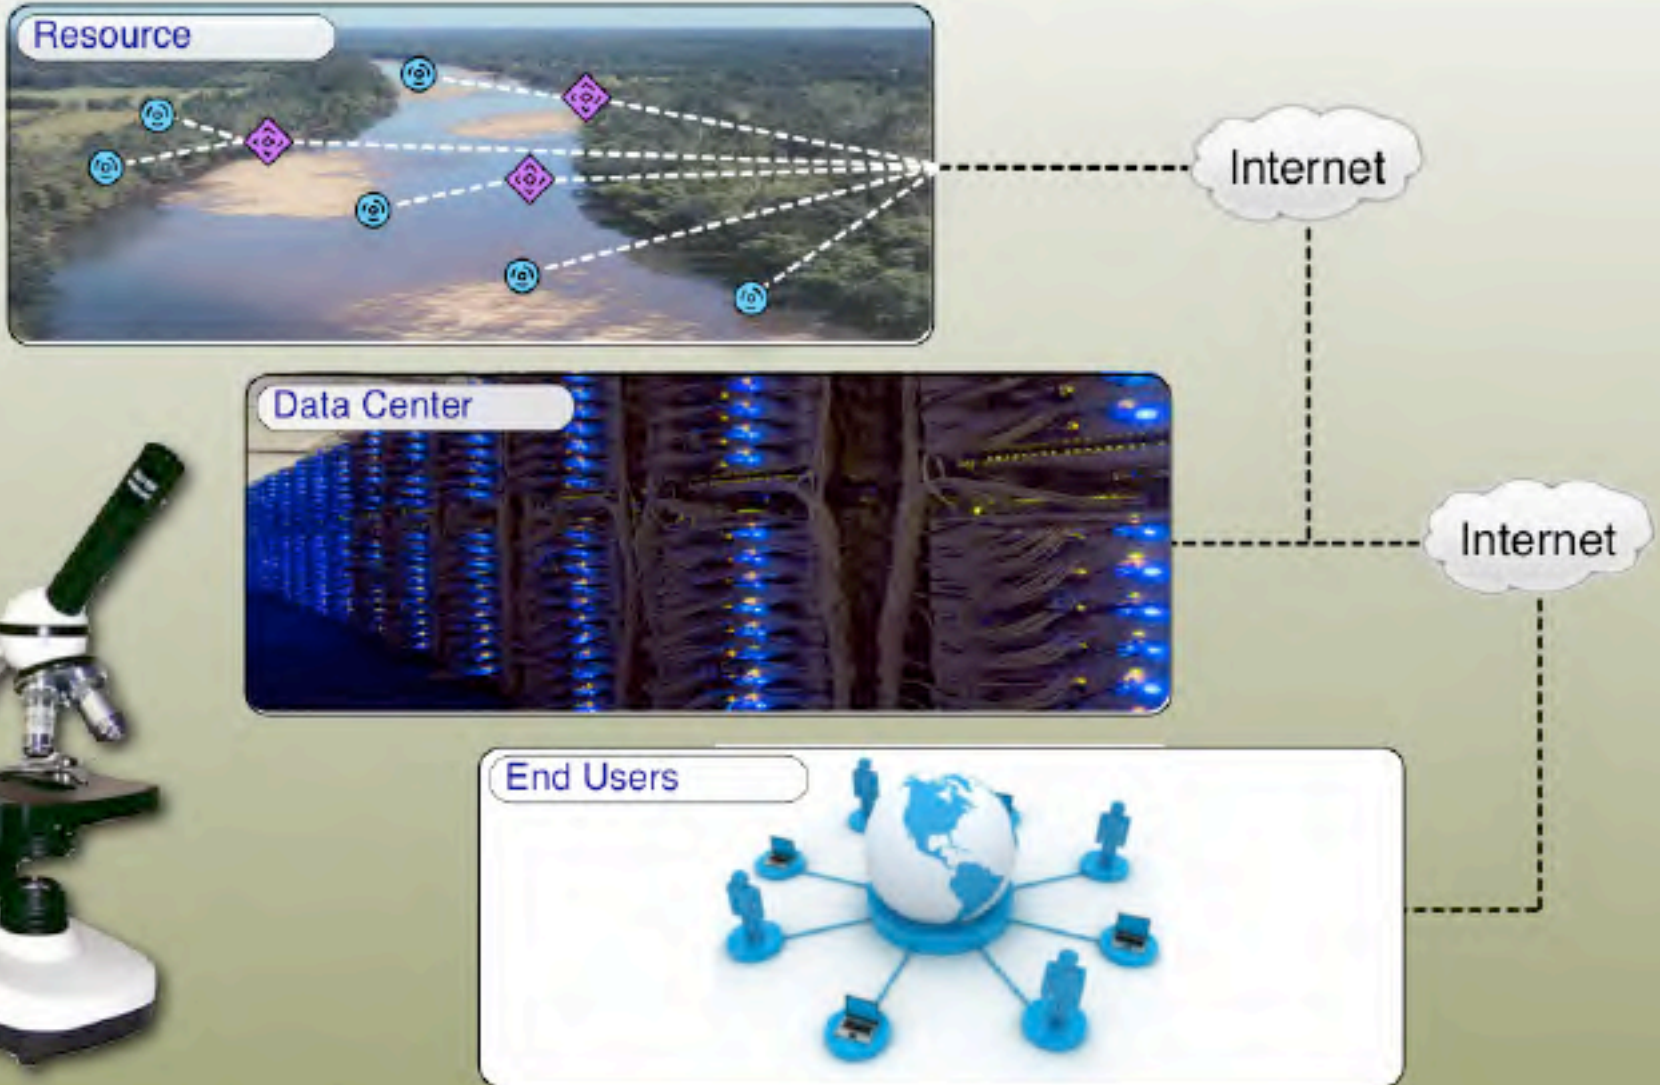 Resource
Internet
Data Center
Internet
End Users